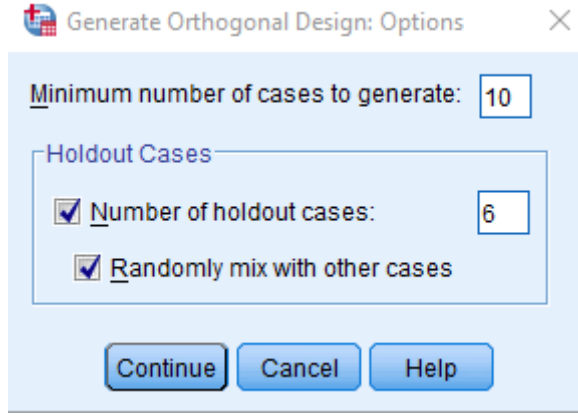 Generate Orthogonal Design: Options
Minimum number of cases to generate: 10
Holdout Cases
Number of holdout cases: 6
Randomly mix with other cases
Continue Cancel Help